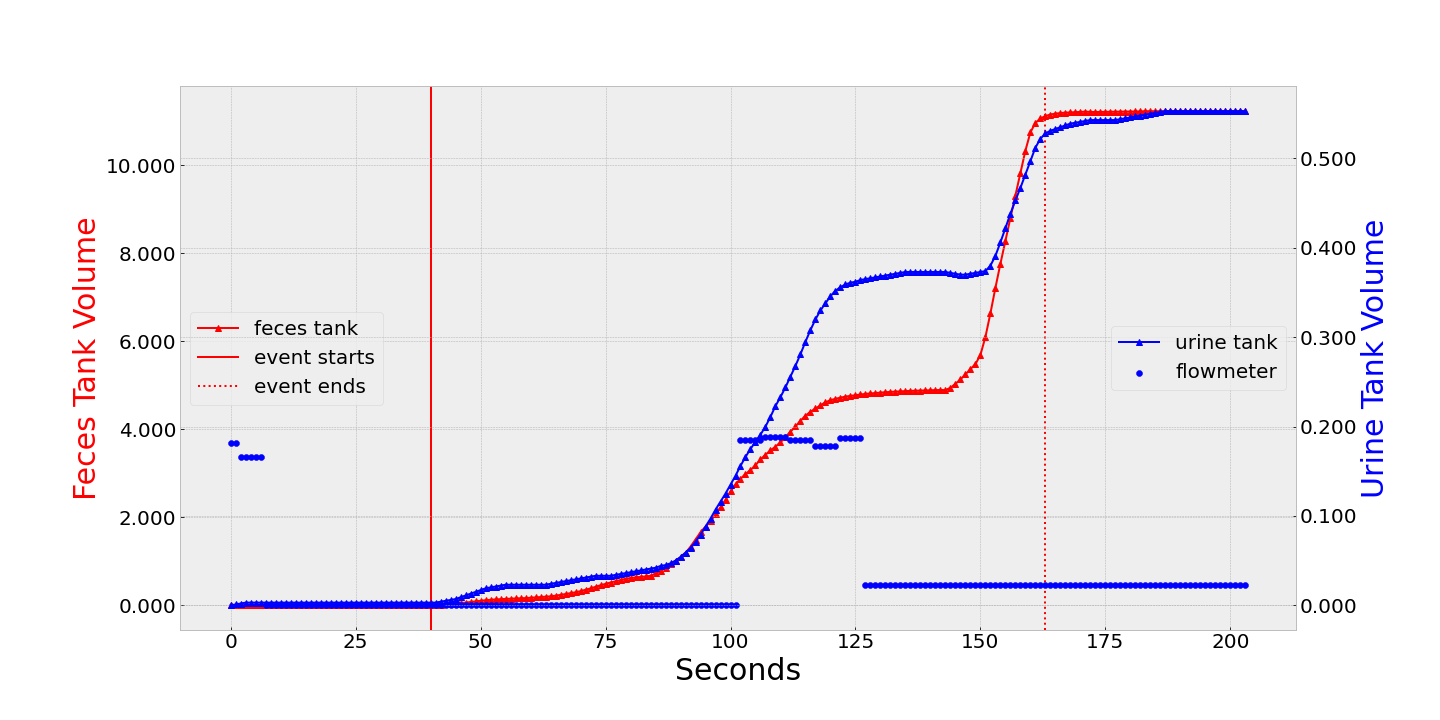 Feces Tank Volume
10.000
8.000
6.000
4.000
2.000
0.000
feces tank
event starts
event ends
urine tank
flowmeter
0.500
0.400
0.300
0.200
0.100
0.000
Urine Tank Volume
0 25 50 75 100 125 150 175 200
Seconds